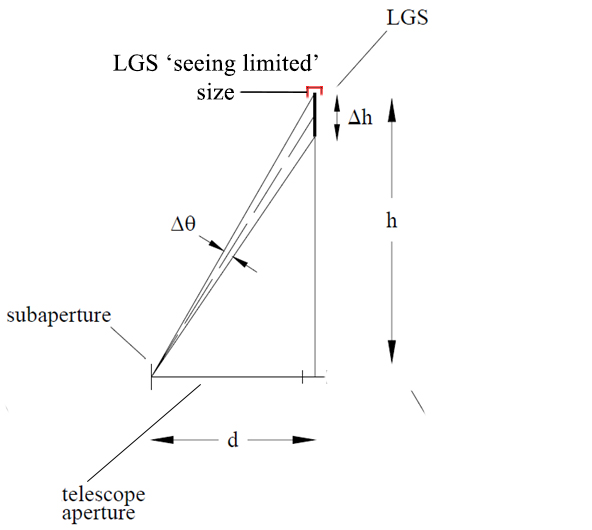 LGS
LGS ‘seeing limited’
size
Δh
h
Δθ
subaperture
d
telescope
aperture